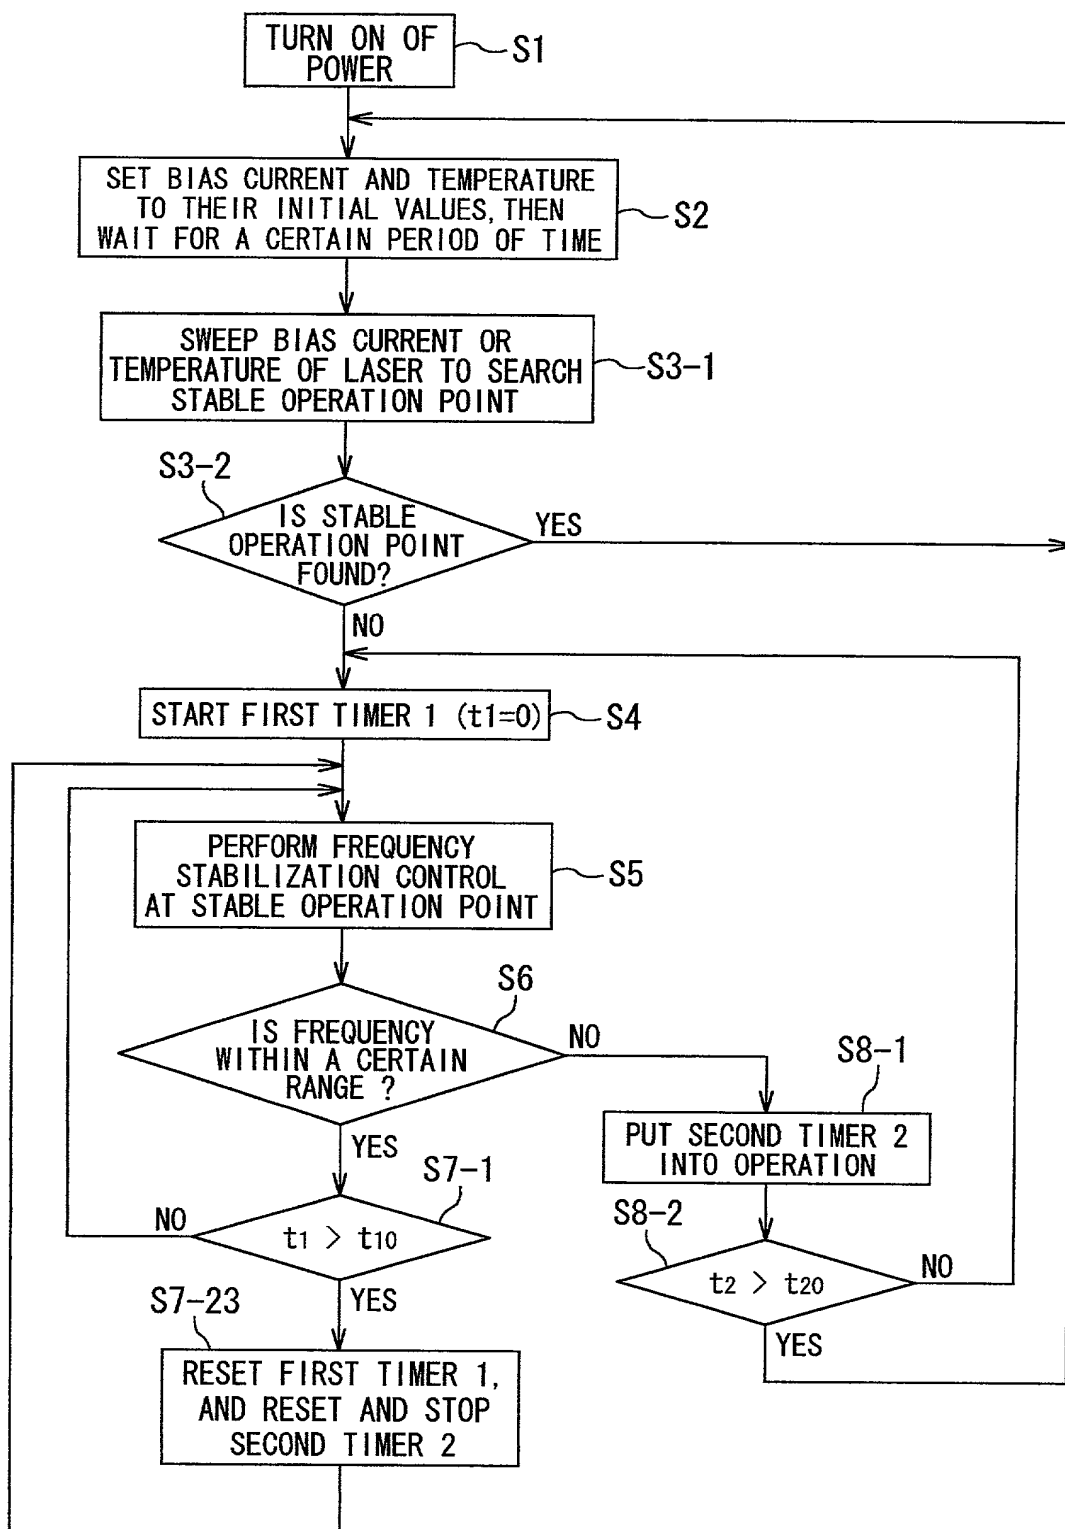 TURN ON OF
POWER
S1
SET BIAS CURRENT AND TEMPERATURE
TO THEIR INITIAL VALUES, THEN
WAIT FOR A CERTAIN PERIOD OF TIME
S2
SWEEP BIAS CURRENT OR
TEMPERATURE OF LASER TO SEARCH
STABLE OPERATION POINT
S3-1
S3-2
IS STABLE
OPERATION POINT
FOUND?
YES
NO
START FIRST TIMER 1 (t1=0)
S4
PERFORM FREQUENCY
STABILIZATION CONTROL
AT STABLE OPERATION POINT
S5
S6
IS FREQUENCY
WITHIN A CERTAIN
RANGE ?
NO
YES
S8-1
PUT SECOND TIMER 2
INTO OPERATION
S7-1
NO
t1 > t10
YES
S8-2
t2 > t20
NO
YES
S7-23
RESET FIRST TIMER 1,
AND RESET AND STOP
SECOND TIMER 2